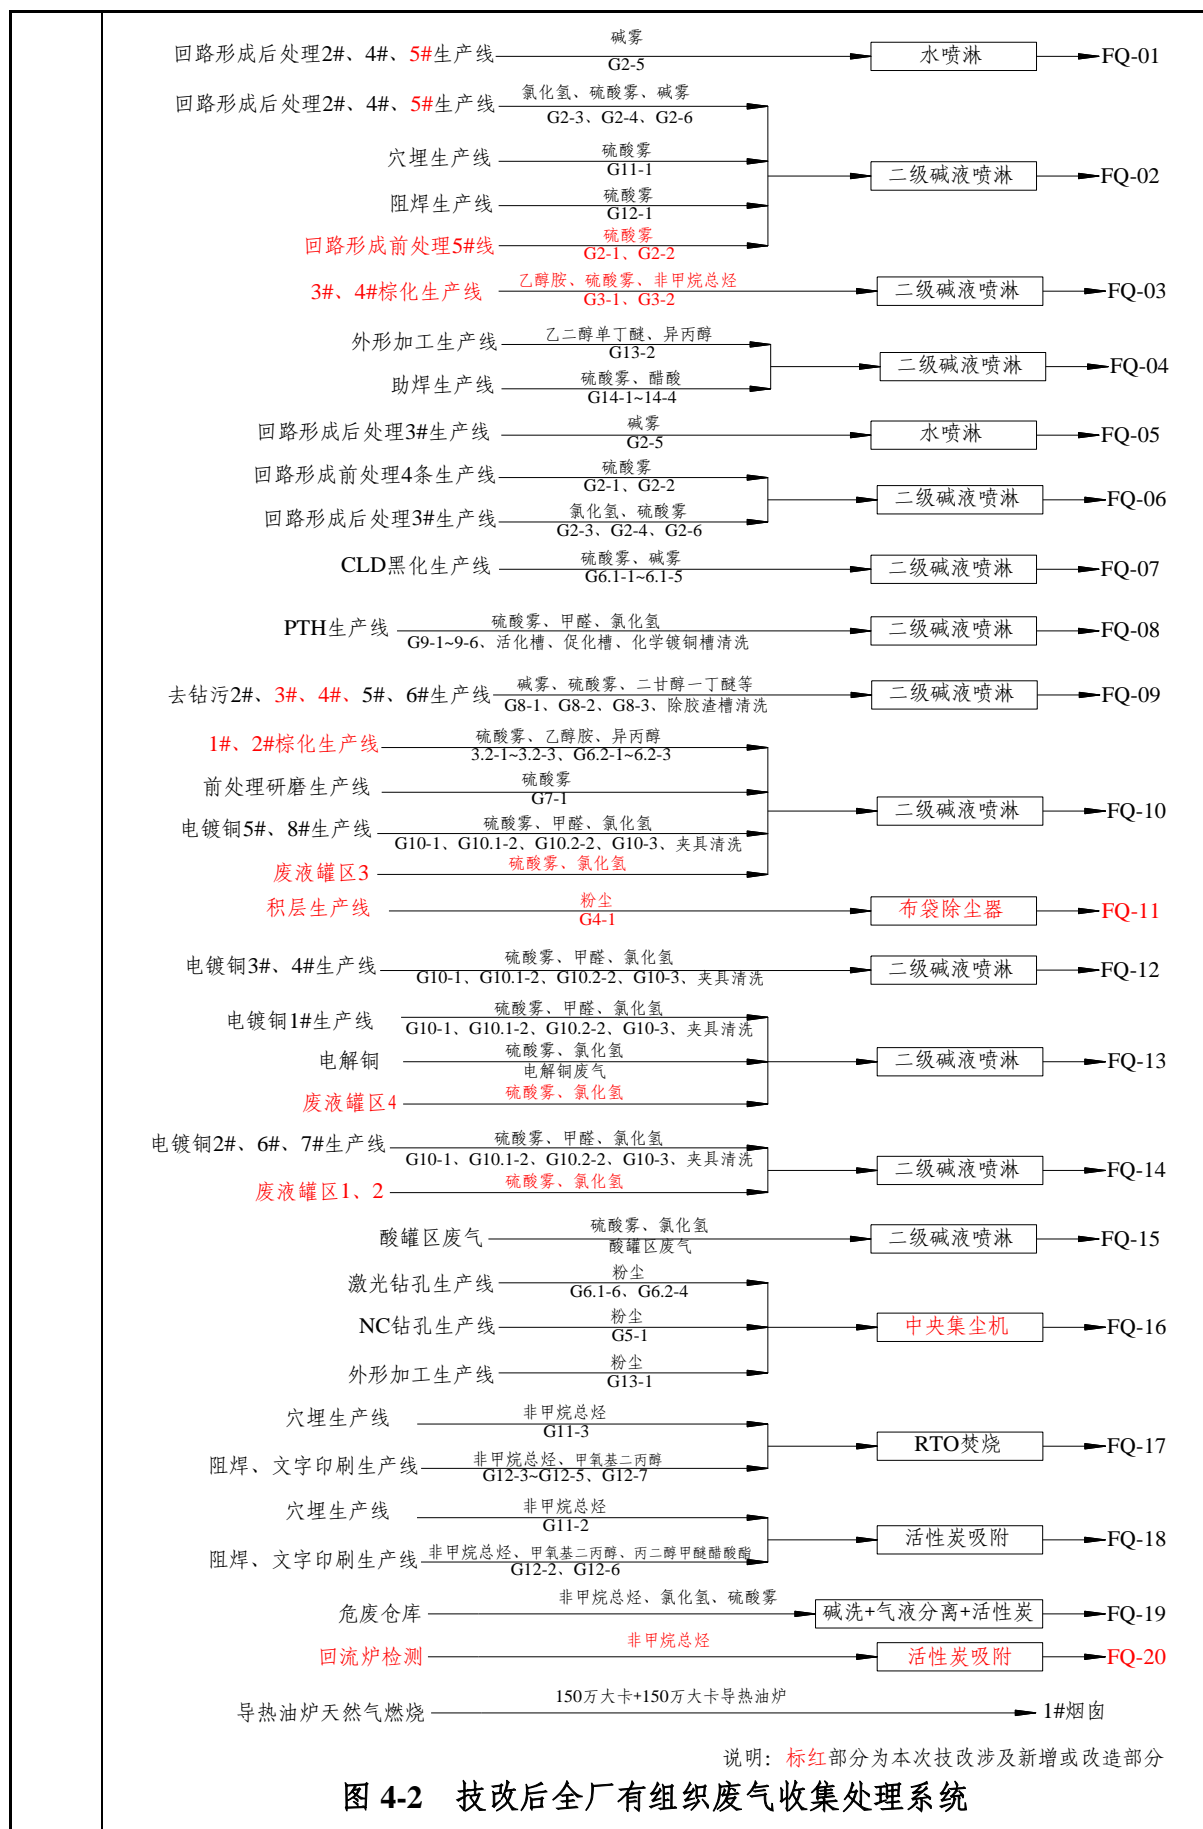 碱雾
回路形成后处理2#、4#、5#生产线
G2-5
水喷淋
FQ-01
氯化氢、硫酸雾、碱雾
回路形成后处理2#、4#、5#生产线
G2-3、G2-4、G2-6
硫酸雾
穴埋生产线
G11-1
二级碱液喷淋
FQ-02
硫酸雾
阻焊生产线
G12-1
硫酸雾
回路形成前处理5#线
G2-1、G2-2
乙醇胺、硫酸雾、非甲烷总烃
3#、4#棕化生产线
G3-1、G3-2
二级碱液喷淋
FQ-03
乙二醇单丁醚、异丙醇
外形加工生产线
G13-2
二级碱液喷淋
FQ-04
硫酸雾、醋酸
助焊生产线
G14-1~14-4
碱雾
回路形成后处理3#生产线
G2-5
水喷淋
FQ-05
硫酸雾
回路形成前处理4条生产线
G2-1、G2-2
二级碱液喷淋
FQ-06
氯化氢、硫酸雾
回路形成后处理3#生产线
G2-3、G2-4、G2-6
硫酸雾、碱雾
CLD黑化生产线
G6.1-1~6.1-5
二级碱液喷淋
FQ-07
硫酸雾、甲醛、氯化氢
PTH生产线
G9-1~9-6、活化槽、促化槽、化学镀铜槽清洗
二级碱液喷淋
FQ-08
碱雾、硫酸雾、二甘醇一丁醚等
去钻污2#、3#、4#、5#、6#生产线
G8-1、G8-2、G8-3、除胶渣槽清洗
二级碱液喷淋
FQ-09
硫酸雾、乙醇胺、异丙醇
1#、2#棕化生产线
3.2-1~3.2-3、G6.2-1~6.2-3
硫酸雾
前处理研磨生产线
G7-1
二级碱液喷淋
FQ-10
硫酸雾、甲醛、氯化氢
电镀铜5#、8#生产线
G10-1、G10.1-2、G10.2-2、G10-3、夹具清洗
硫酸雾、氯化氢
废液罐区3
粉尘
积层生产线
G4-1
布袋除尘器
FQ-11
硫酸雾、甲醛、氯化氢
电镀铜3#、4#生产线
G10-1、G10.1-2、G10.2-2、G10-3、夹具清洗
二级碱液喷淋
FQ-12
硫酸雾、甲醛、氯化氢
电镀铜1#生产线
G10-1、G10.1-2、G10.2-2、G10-3、夹具清洗
硫酸雾、氯化氢
电解铜
电解铜废气
二级碱液喷淋
FQ-13
硫酸雾、氯化氢
废液罐区4
硫酸雾、甲醛、氯化氢
电镀铜2#、6#、7#生产线
G10-1、G10.1-2、G10.2-2、G10-3、夹具清洗
二级碱液喷淋
FQ-14
硫酸雾、氯化氢
废液罐区1、2
硫酸雾、氯化氢
酸罐区废气
酸罐区废气
二级碱液喷淋
FQ-15
粉尘
激光钻孔生产线
G6.1-6、G6.2-4
粉尘
NC钻孔生产线
G5-1
中央集尘机
FQ-16
粉尘
外形加工生产线
G13-1
非甲烷总烃
穴埋生产线
G11-3
RTO焚烧
FQ-17
非甲烷总烃、甲氧基二丙醇
阻焊、文字印刷生产线
G12-3~G12-5、G12-7
非甲烷总烃
穴埋生产线
G11-2
活性炭吸附
FQ-18
非甲烷总烃、甲氧基二丙醇、丙二醇甲醚醋酸酯
阻焊、文字印刷生产线
G12-2、G12-6
非甲烷总烃、氯化氢、硫酸雾
危废仓库
碱洗+气液分离+活性炭
FQ-19
非甲烷总烃
回流炉检测
活性炭吸附
FQ-20
150万大卡+150万大卡导热油炉
导热油炉天然气燃烧
1#烟囱
说明：标红部分为本次技改涉及新增或改造部分
图 4-2 技改后全厂有组织废气收集处理系统